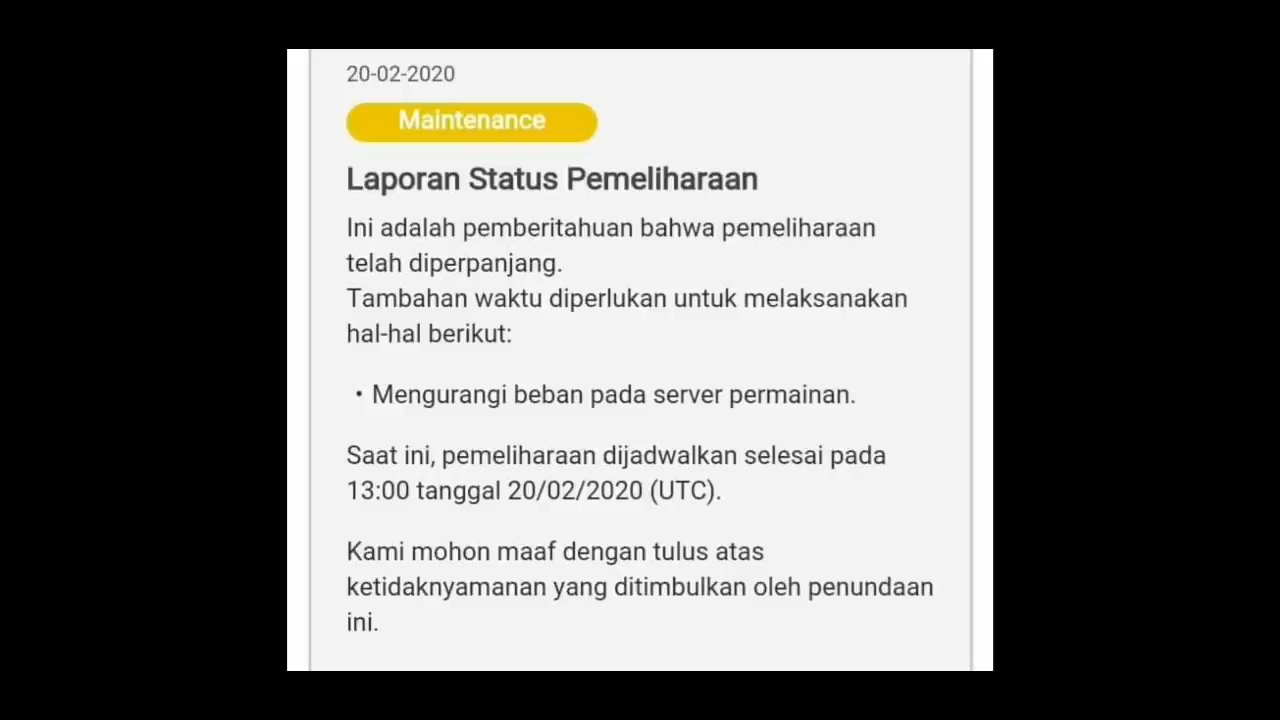 20-02-2020
Maintenance
Laporan Status Pemeliharaan
Ini adalah pemberitahuan bahwa pemeliharaan
telah diperpanjang.
Tambahan waktu diperlukan untuk melaksanakan
hal-hal berikut:
・Mengurangi beban pada server permainan.
Saat ini, pemeliharaan dijadwalkan selesai pada
13:00 tanggal 20/02/2020 (UTC).
Kami mohon maaf dengan tulus atas
ketidaknyamanan yang ditimbulkan oleh penundaan
ini.